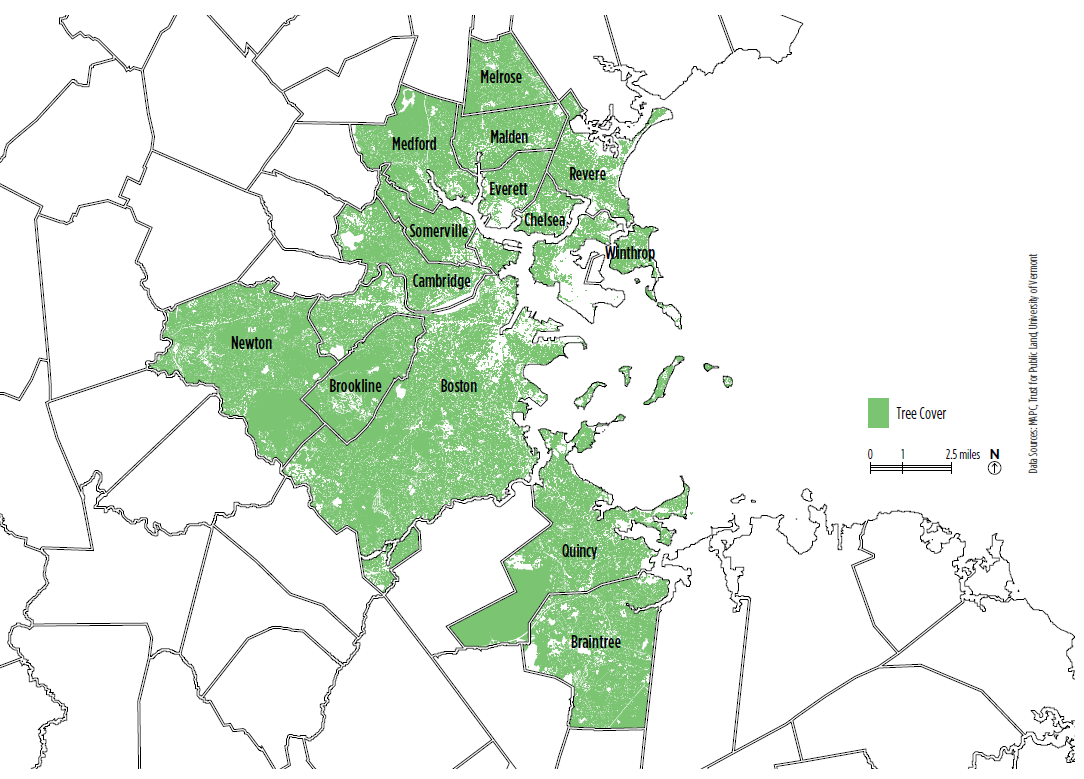 Melrose
Medford
Malden
Everett
Revere
Chelsea
Somerville
Winthrop
Cambridge
Newton
Brookline
Boston
Quincy
Braintree
Tree Cover
0 1 2.5 miles N
Data Sources: MAPC, Trust for Public Land, University of Vermont